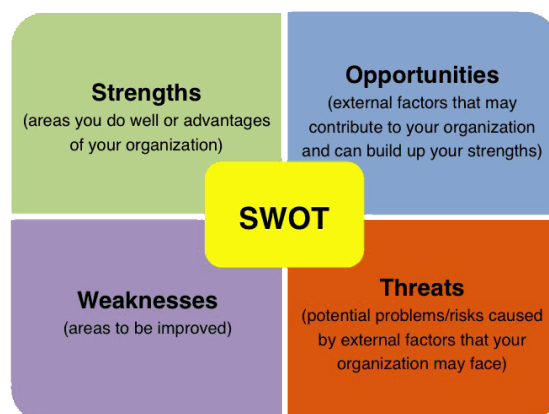 Strengths
(areas you do well or advantages
of your organization)
Opportunities
(external factors that may
contribute to your organization
and can build up your strengths)
SWOT
Weaknesses
(areas to be improved)
Threats
(potential problems/risks caused
by external factors that your
organization may face)